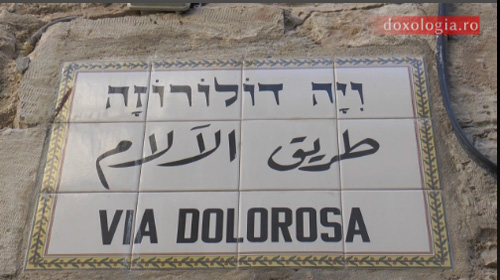 doxologia.ro
וִיָה דוֹלוֹרוֹזָה
طريق الآلام
VIA DOLOROSA